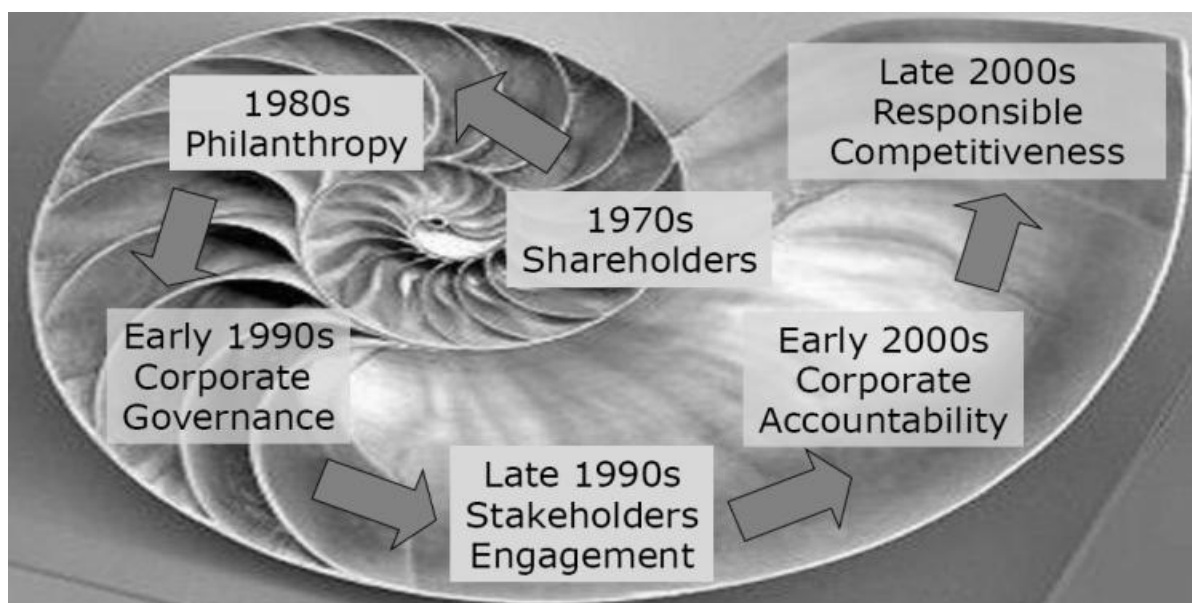 1970s
Shareholders
1980s
Philanthropy
Early 1990s
Corporate
Governance
Late 1990s
Stakeholders
Engagement
Early 2000s
Corporate
Accountability
Late 2000s
Responsible
Competitiveness